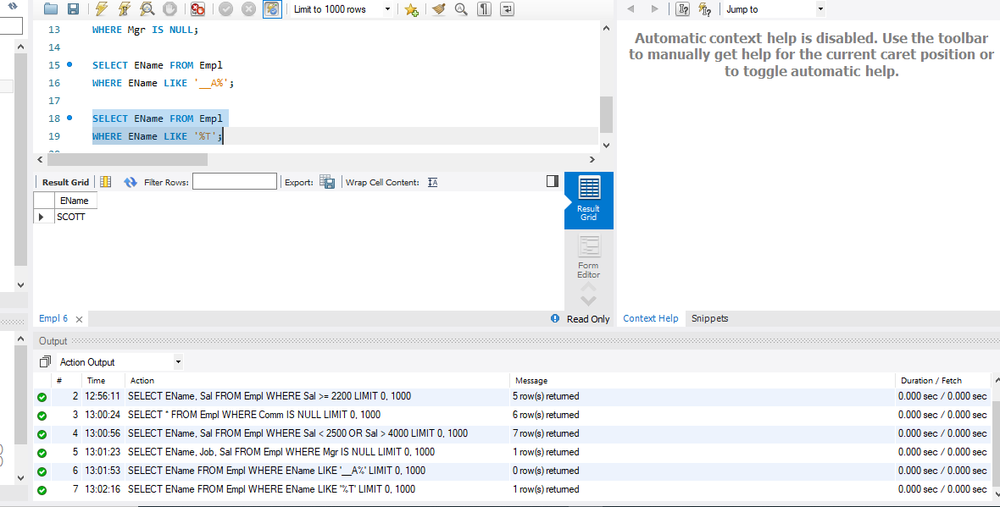 Limit to 1000 rows
Jump to
13 WHERE Mgr IS NULL;
14
15 SELECT EName FROM Empl
16 WHERE EName LIKE '__A%';
17
18 SELECT EName FROM Empl
19 WHERE EName LIKE '%T';
Automatic context help is disabled. Use the toolbar
to manually get help for the current caret position or
to toggle automatic help.
Result Grid Filter Rows: Export: Wrap Cell Content:
EName
SCOTT
Result
Grid
Form
Editor
Empl 6
Read Only
Context Help Snippets
Output
Action Output
# Time Action Message Duration / Fetch
2 12:56:11 SELECT EName, Sal FROM Empl WHERE Sal >= 2200 LIMIT 0, 1000 5 row(s) returned 0.000 sec / 0.000 sec
3 13:00:24 SELECT * FROM Empl WHERE Comm IS NULL LIMIT 0, 1000 6 row(s) returned 0.000 sec / 0.000 sec
4 13:00:56 SELECT EName, Sal FROM Empl WHERE Sal < 2500 OR Sal > 4000 LIMIT 0, 1000 7 row(s) returned 0.000 sec / 0.000 sec
5 13:01:23 SELECT EName, Job, Sal FROM Empl WHERE Mgr IS NULL LIMIT 0, 1000 1 row(s) returned 0.000 sec / 0.000 sec
6 13:01:53 SELECT EName FROM Empl WHERE EName LIKE '__A%' LIMIT 0, 1000 0 row(s) returned 0.000 sec / 0.000 sec
7 13:02:16 SELECT EName FROM Empl WHERE EName LIKE '%T' LIMIT 0, 1000 1 row(s) returned 0.000 sec / 0.000 sec